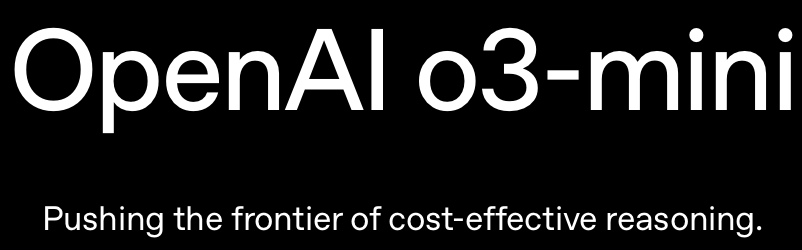 OpenAI o3-mini
Pushing the frontier of cost-effective reasoning.